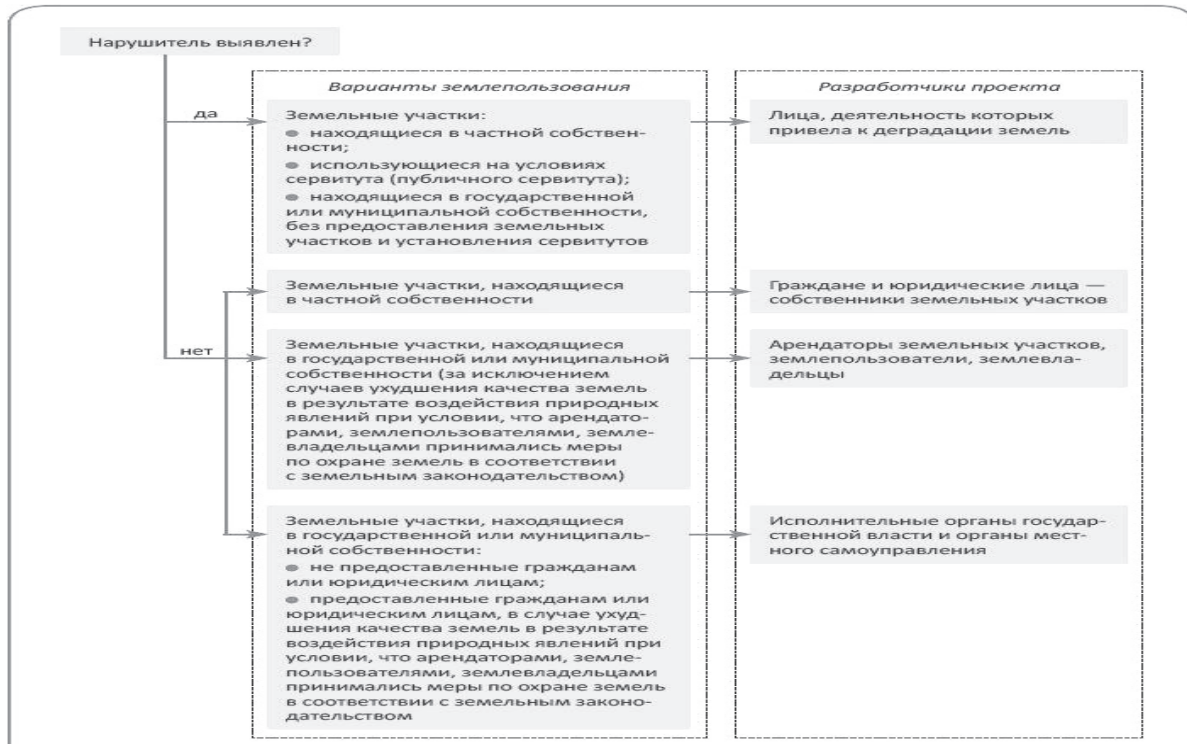 Нарушитель выявлен?
Варианты землепользования
Разработчики проекта
да
Земельные участки:
● находящиеся в частной собствен-
ности;
● использующиеся на условиях
сервитута (публичного сервитута);
● находящиеся в государственной
или муниципальной собственности,
без предоставления земельных
участков и установления сервитутов
Лица, деятельность которых
привела к деградации земель
Земельные участки, находящиеся
в частной собственности
Граждане и юридические лица —
собственники земельных участков
нет
Земельные участки, находящиеся
в государственной или муниципальной
собственности (за исключением
случаев ухудшения качества земель
в результате воздействия природных
явлений при условии, что арендато-
рами, землепользователями, земле-
владельцами принимались меры
по охране земель в соответствии
с земельным законодательством)
Арендаторы земельных участков,
землепользователи, землевла-
дельцы
Земельные участки, находящиеся
в государственной или муниципаль-
ной собственности:
● не предоставленные гражданам
или юридическим лицам;
● предоставленные гражданам или
юридическим лицам, в случае ухуд-
шения качества земель в результате
воздействия природных явлений при
условии, что арендаторами, земле-
пользователями, землевладельцами
принимались меры по охране земель
в соответствии с земельным законо-
дательством
Исполнительные органы государ-
ственной власти и органы мест-
ного самоуправления